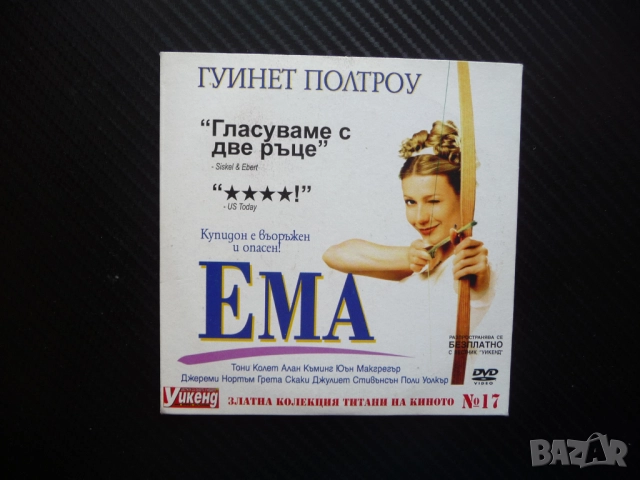 ГУИНЕТ ПОЛТРОУ
“Гласуваме с
две ръце”
- Siskel & Ebert
“★★★★!”
- US Today
Купидон е въоръжен
и опасен!
ЕМА
РАЗПРОСТРАНЯВА СЕ
БЕЗПЛАТНО
С ВЕСТНИК "УИКЕНД"
Тони Колет Алан Къминг Юън Макгрегър
Джереми Нортъм Грета Скаки Джулиет Стивънсън Поли Уолкър
DVD
VIDEO
Уикенд
ЗЛАТНА КОЛЕКЦИЯ ТИТАНИ НА КИНОТО №17
BAZAR
bg